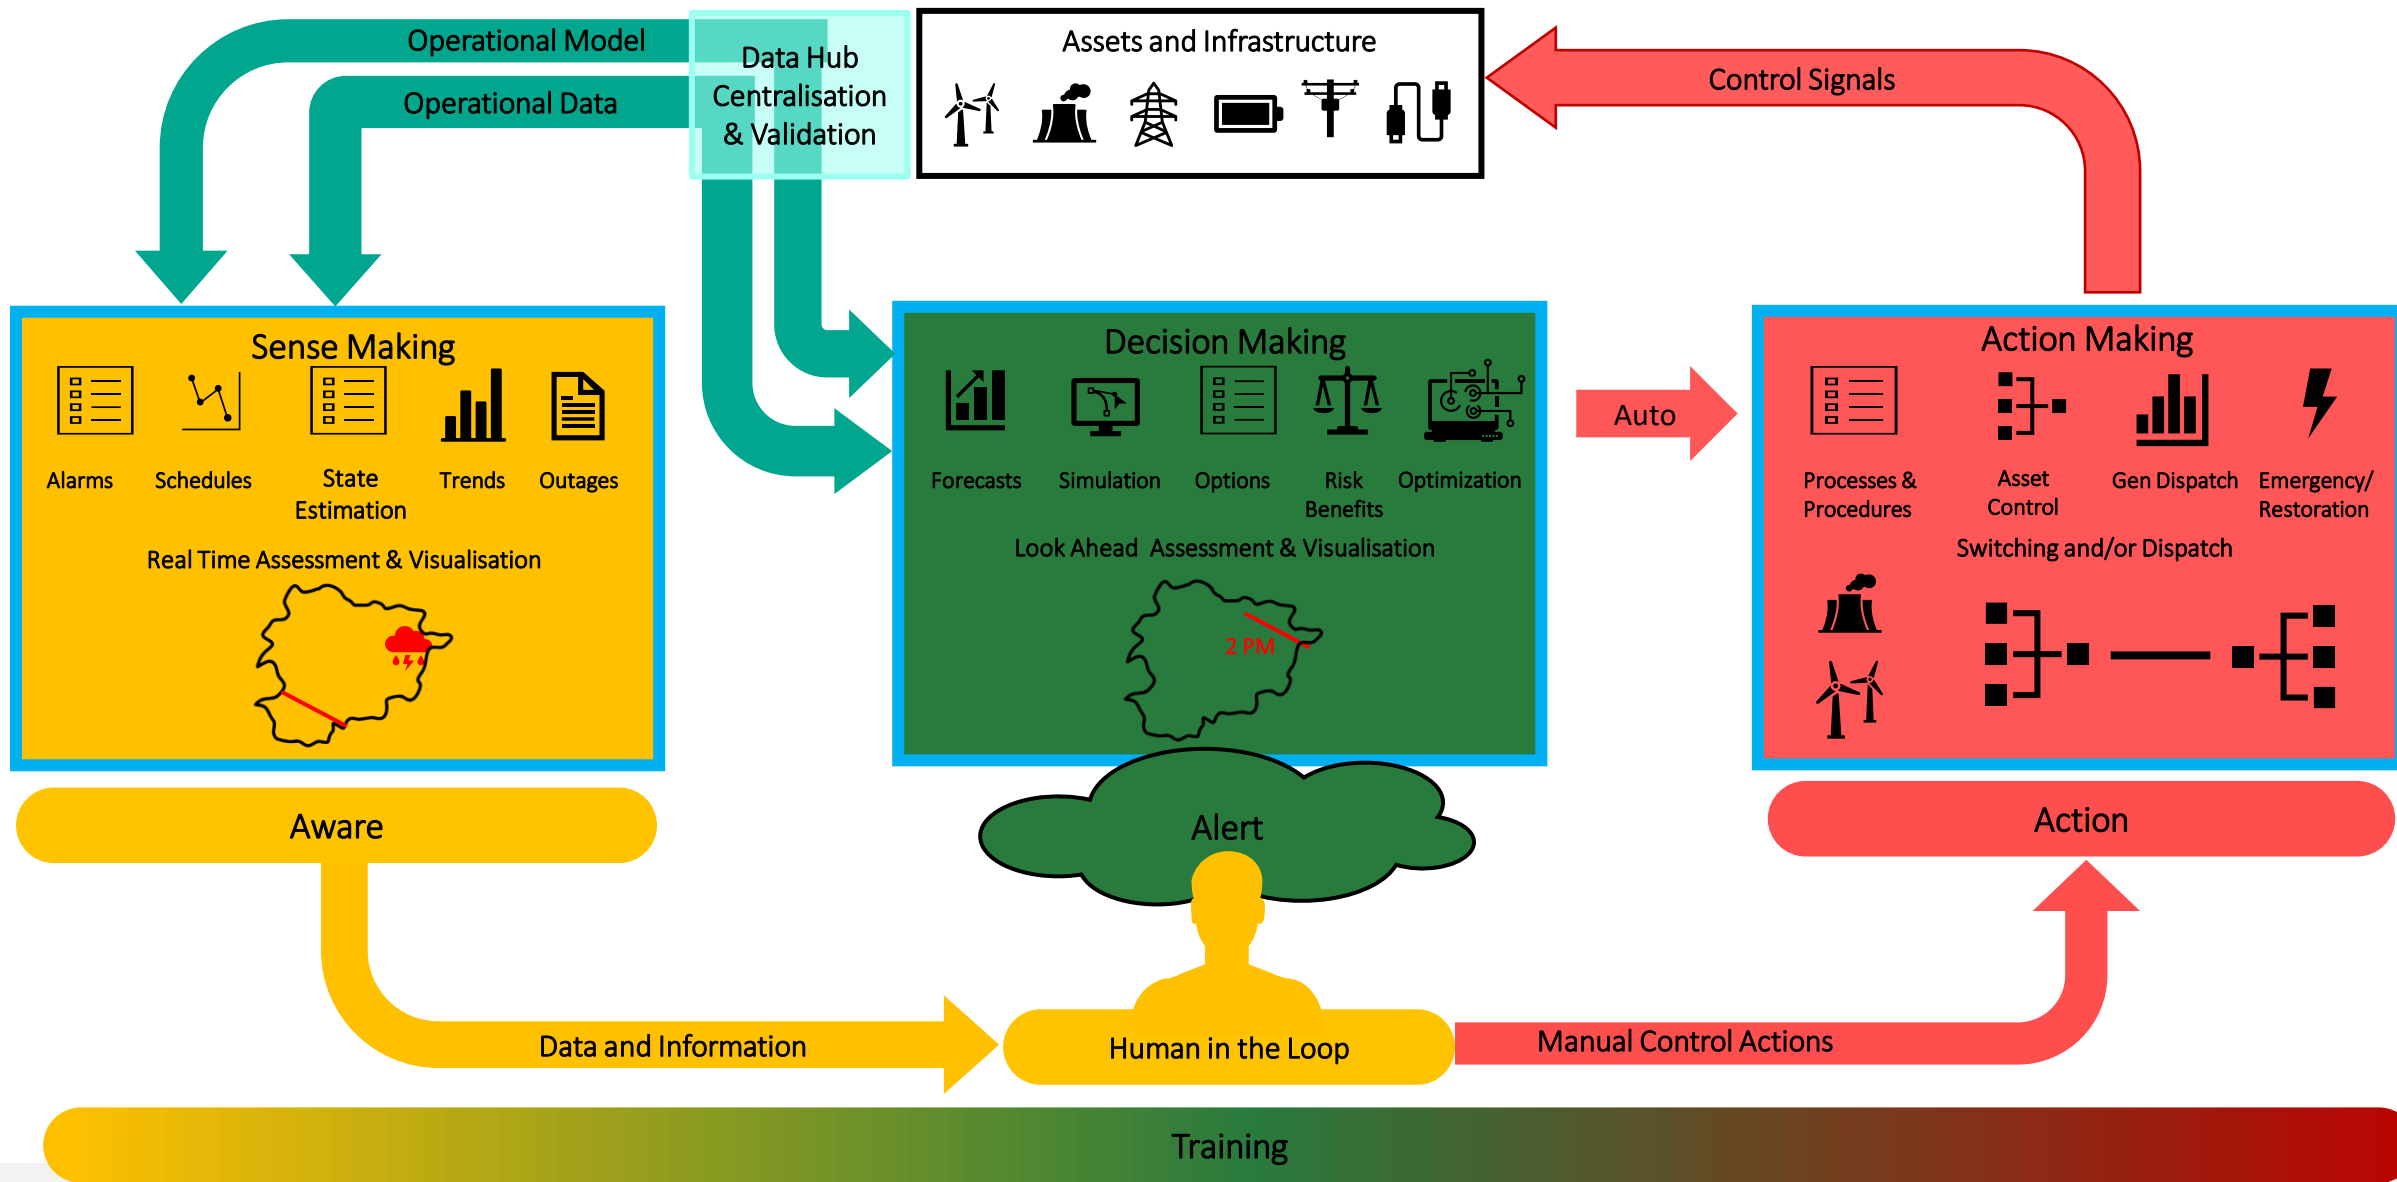 Operational Model
Operational Data
Data Hub
Centralisation
& Validation
Assets and Infrastructure
Control Signals
Sense Making
Alarms
Schedules
State
Estimation
Trends
Outages
Real Time Assessment & Visualisation
Decision Making
Forecasts
Simulation
Options
Risk
Benefits
Optimization
Look Ahead Assessment & Visualisation
2 PM
Auto
Action Making
Processes &
Procedures
Asset
Control
Gen Dispatch
Emergency/
Restoration
Switching and/or Dispatch
Aware
Alert
Action
Data and Information
Human in the Loop
Manual Control Actions
Training